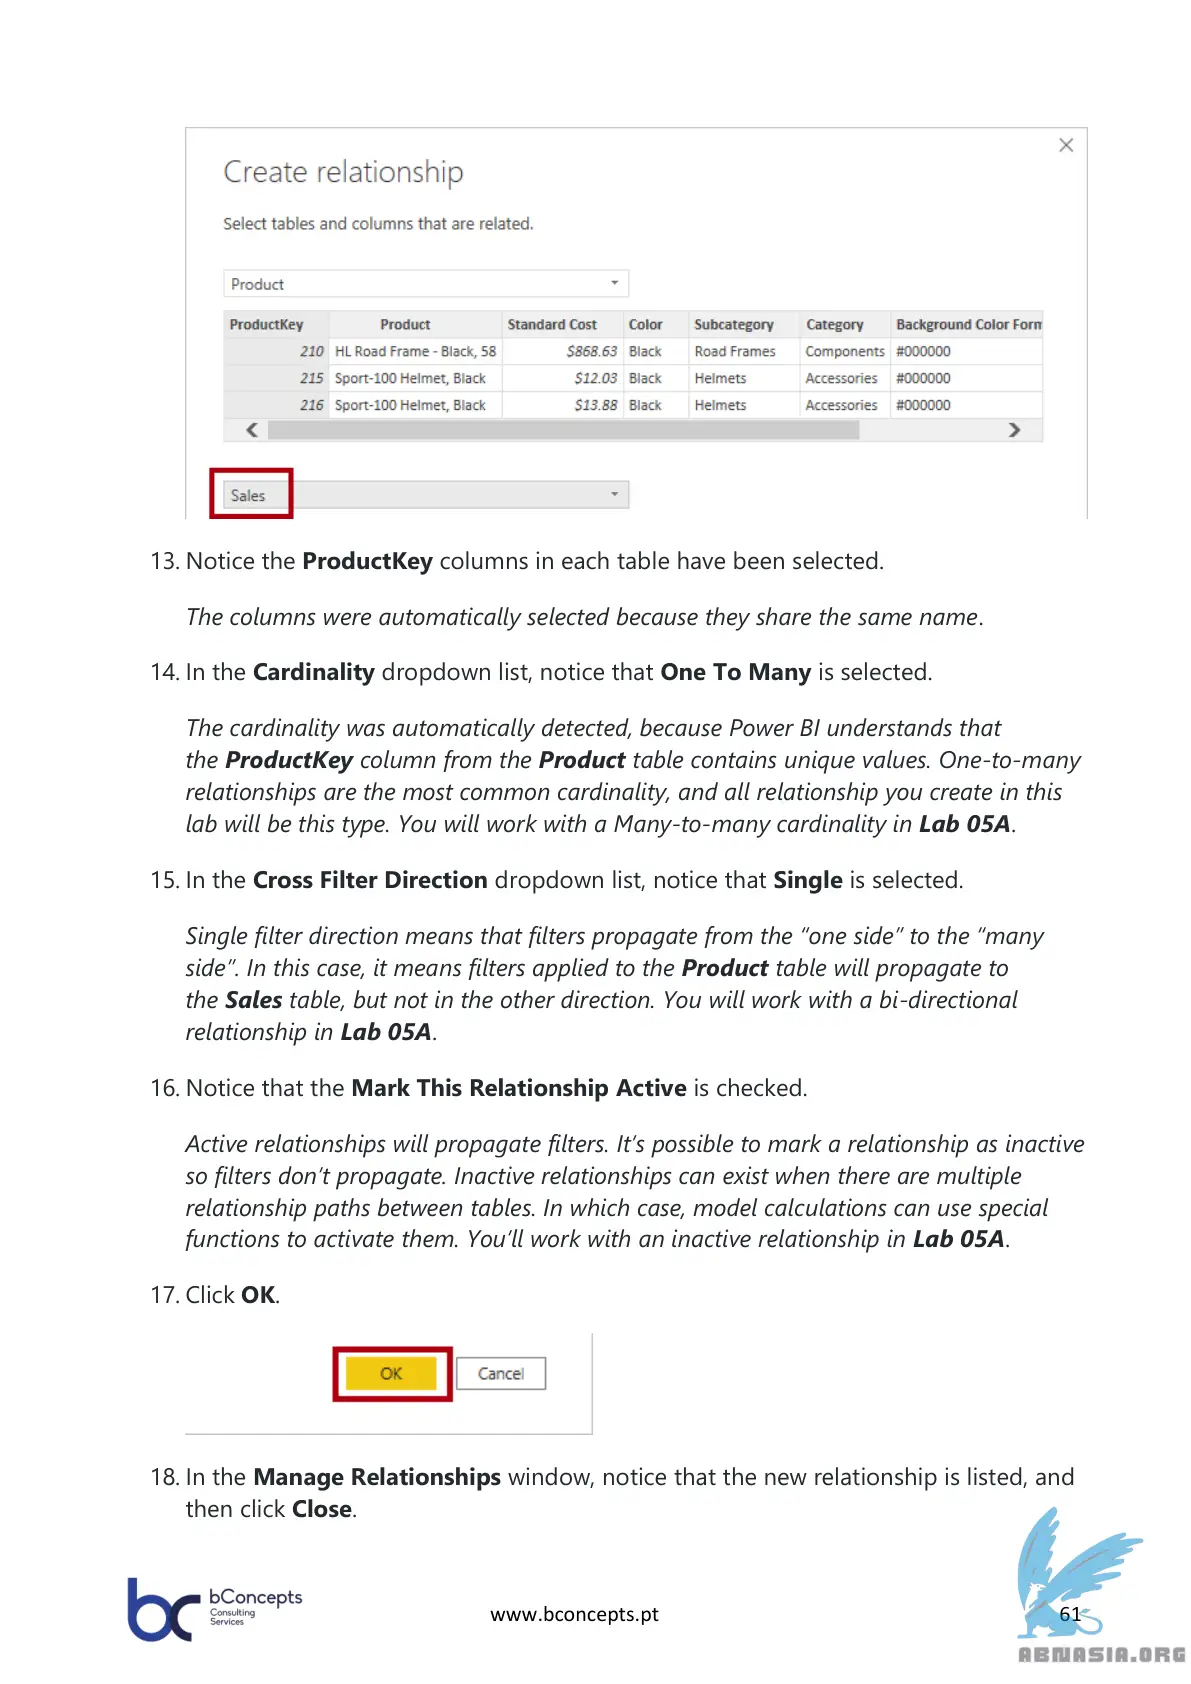 Create relationship
Select tables and columns that are related.
Product
ProductKey Product Standard Cost Color Subcategory Category Background Color Form
210 HL Road Frame - Black, 58 $868.63 Black Road Frames Components #000000
215 Sport-100 Helmet, Black $12.03 Black Helmets Accessories #000000
216 Sport-100 Helmet, Black $13.88 Black Helmets Accessories #000000
Sales
13. Notice the ProductKey columns in each table have been selected.
The columns were automatically selected because they share the same name.
14. In the Cardinality dropdown list, notice that One To Many is selected.
The cardinality was automatically detected, because Power BI understands that
the ProductKey column from the Product table contains unique values. One-to-many
relationships are the most common cardinality, and all relationship you create in this
lab will be this type. You will work with a Many-to-many cardinality in Lab 05A.
15. In the Cross Filter Direction dropdown list, notice that Single is selected.
Single filter direction means that filters propagate from the “one side” to the “many
side”. In this case, it means filters applied to the Product table will propagate to
the Sales table, but not in the other direction. You will work with a bi-directional
relationship in Lab 05A.
16. Notice that the Mark This Relationship Active is checked.
Active relationships will propagate filters. It’s possible to mark a relationship as inactive
so filters don’t propagate. Inactive relationships can exist when there are multiple
relationship paths between tables. In which case, model calculations can use special
functions to activate them. You’ll work with an inactive relationship in Lab 05A.
17. Click OK.
OK Cancel
18. In the Manage Relationships window, notice that the new relationship is listed, and
then click Close.
bc bConcepts
Consulting
Services
www.bconcepts.pt
61
ABNASIA.ORG